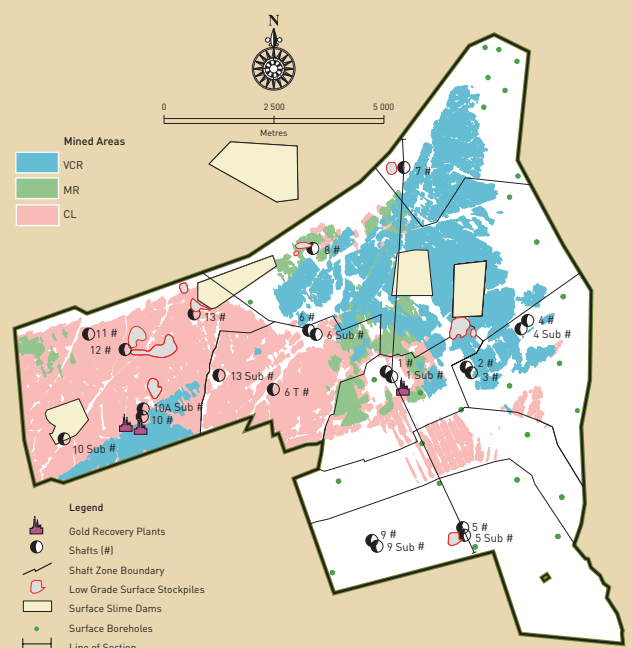 N
0 2 500 5 000
Metres
Mined Areas
VCR
MR
CL
7 #
8 #
13 #
11 #
12 #
6 #
6 Sub #
4 #
4 Sub #
1 #
1 Sub #
2 #
3 #
13 Sub #
6 T #
10A Sub #
10 #
10 Sub #
9 #
9 Sub #
5 #
5 Sub #
Legend
Gold Recovery Plants
Shafts (#)
Shaft Zone Boundary
Low Grade Surface Stockpiles
Surface Slime Dams
Surface Boreholes
Line of Section